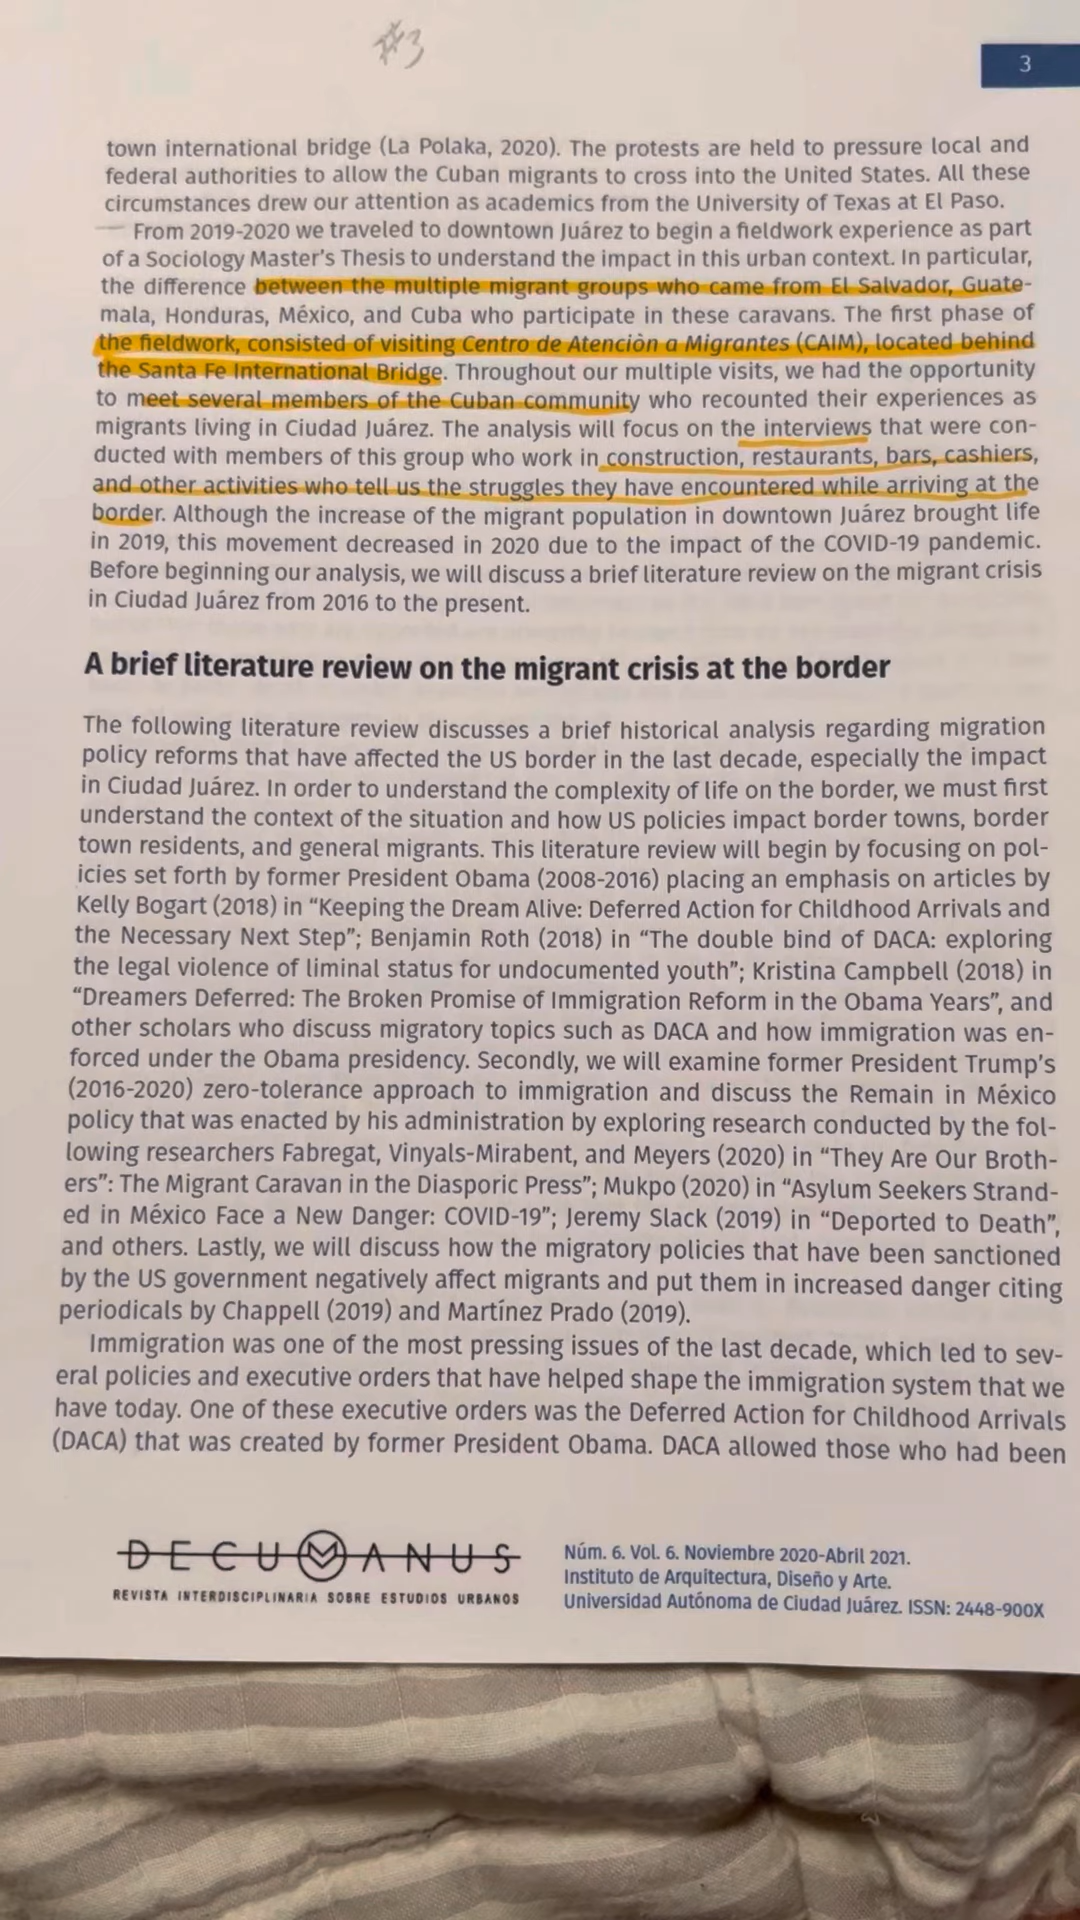 #3
3
town international bridge (La Polaka, 2020). The protests are held to pressure local and
federal authorities to allow the Cuban migrants to cross into the United States. All these
circumstances drew our attention as academics from the University of Texas at El Paso.
From 2019-2020 we traveled to downtown Juárez to begin a fieldwork experience as part
of a Sociology Master's Thesis to understand the impact in this urban context. In particular,
the difference between the multiple migrant groups who came from El Salvador, Guate-
mala, Honduras, México, and Cuba who participate in these caravans. The first phase of
the fieldwork, consisted of visiting Centro de Atenciòn a Migrantes (CAIM), located behind
the Santa Fe International Bridge. Throughout our multiple visits, we had the opportunity
to meet several members of the Cuban community who recounted their experiences as
migrants living in Ciudad Juárez. The analysis will focus on the interviews that were con-
ducted with members of this group who work in construction, restaurants, bars, cashiers,
and other activities who tell us the struggles they have encountered while arriving at the
border. Although the increase of the migrant population in downtown Juárez brought life
in 2019, this movement decreased in 2020 due to the impact of the COVID-19 pandemic.
Before beginning our analysis, we will discuss a brief literature review on the migrant crisis
in Ciudad Juárez from 2016 to the present.
A brief literature review on the migrant crisis at the border
The following literature review discusses a brief historical analysis regarding migration
policy reforms that have affected the US border in the last decade, especially the impact
in Ciudad Juárez. In order to understand the complexity of life on the border, we must first
understand the context of the situation and how US policies impact border towns, border
town residents, and general migrants. This literature review will begin by focusing on pol-
icies set forth by former President Obama (2008-2016) placing an emphasis on articles by
Kelly Bogart (2018) in “Keeping the Dream Alive: Deferred Action for Childhood Arrivals and
the Necessary Next Step”; Benjamin Roth (2018) in “The double bind of DACA: exploring
the legal violence of liminal status for undocumented youth”; Kristina Campbell (2018) in
“Dreamers Deferred: The Broken Promise of Immigration Reform in the Obama Years”, and
other scholars who discuss migratory topics such as DACA and how immigration was en-
forced under the Obama presidency. Secondly, we will examine former President Trump's
(2016-2020) zero-tolerance approach to immigration and discuss the Remain in México
policy that was enacted by his administration by exploring research conducted by the fol-
lowing researchers Fabregat, Vinyals-Mirabent, and Meyers (2020) in “They Are Our Broth-
ers”: The Migrant Caravan in the Diasporic Press”; Mukpo (2020) in “Asylum Seekers Strand-
ed in México Face a New Danger: COVID-19”; Jeremy Slack (2019) in “Deported to Death”,
and others. Lastly, we will discuss how the migratory policies that have been sanctioned
by the US government negatively affect migrants and put them in increased danger citing
periodicals by Chappell (2019) and Martínez Prado (2019).
Immigration was one of the most pressing issues of the last decade, which led to sev-
eral policies and executive orders that have helped shape the immigration system that we
have today. One of these executive orders was the Deferred Action for Childhood Arrivals
(DACA) that was created by former President Obama. DACA allowed those who had been
DECUMANUS
REVISTA INTERDISCIPLINARIA SOBRE ESTUDIOS URBANOS
Núm. 6. Vol. 6. Noviembre 2020-Abril 2021.
Instituto de Arquitectura, Diseño y Arte.
Universidad Autónoma de Ciudad Juárez. ISSN: 2448-900X